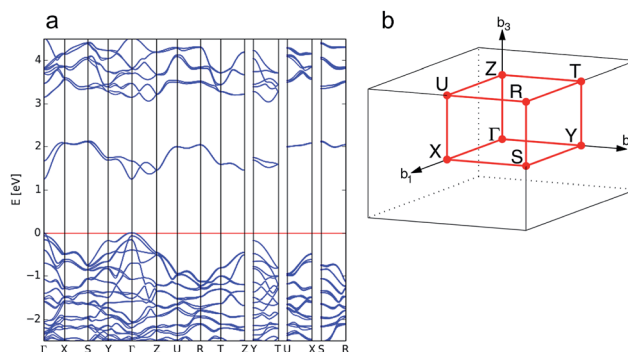 a
b
E [eV]
4
3
2
1
0
−1
−2
Γ X S Y Γ Z U R T Z Y T U X S R
b₃
Z
T
U
R
Γ
Y
X
S
b
b₁